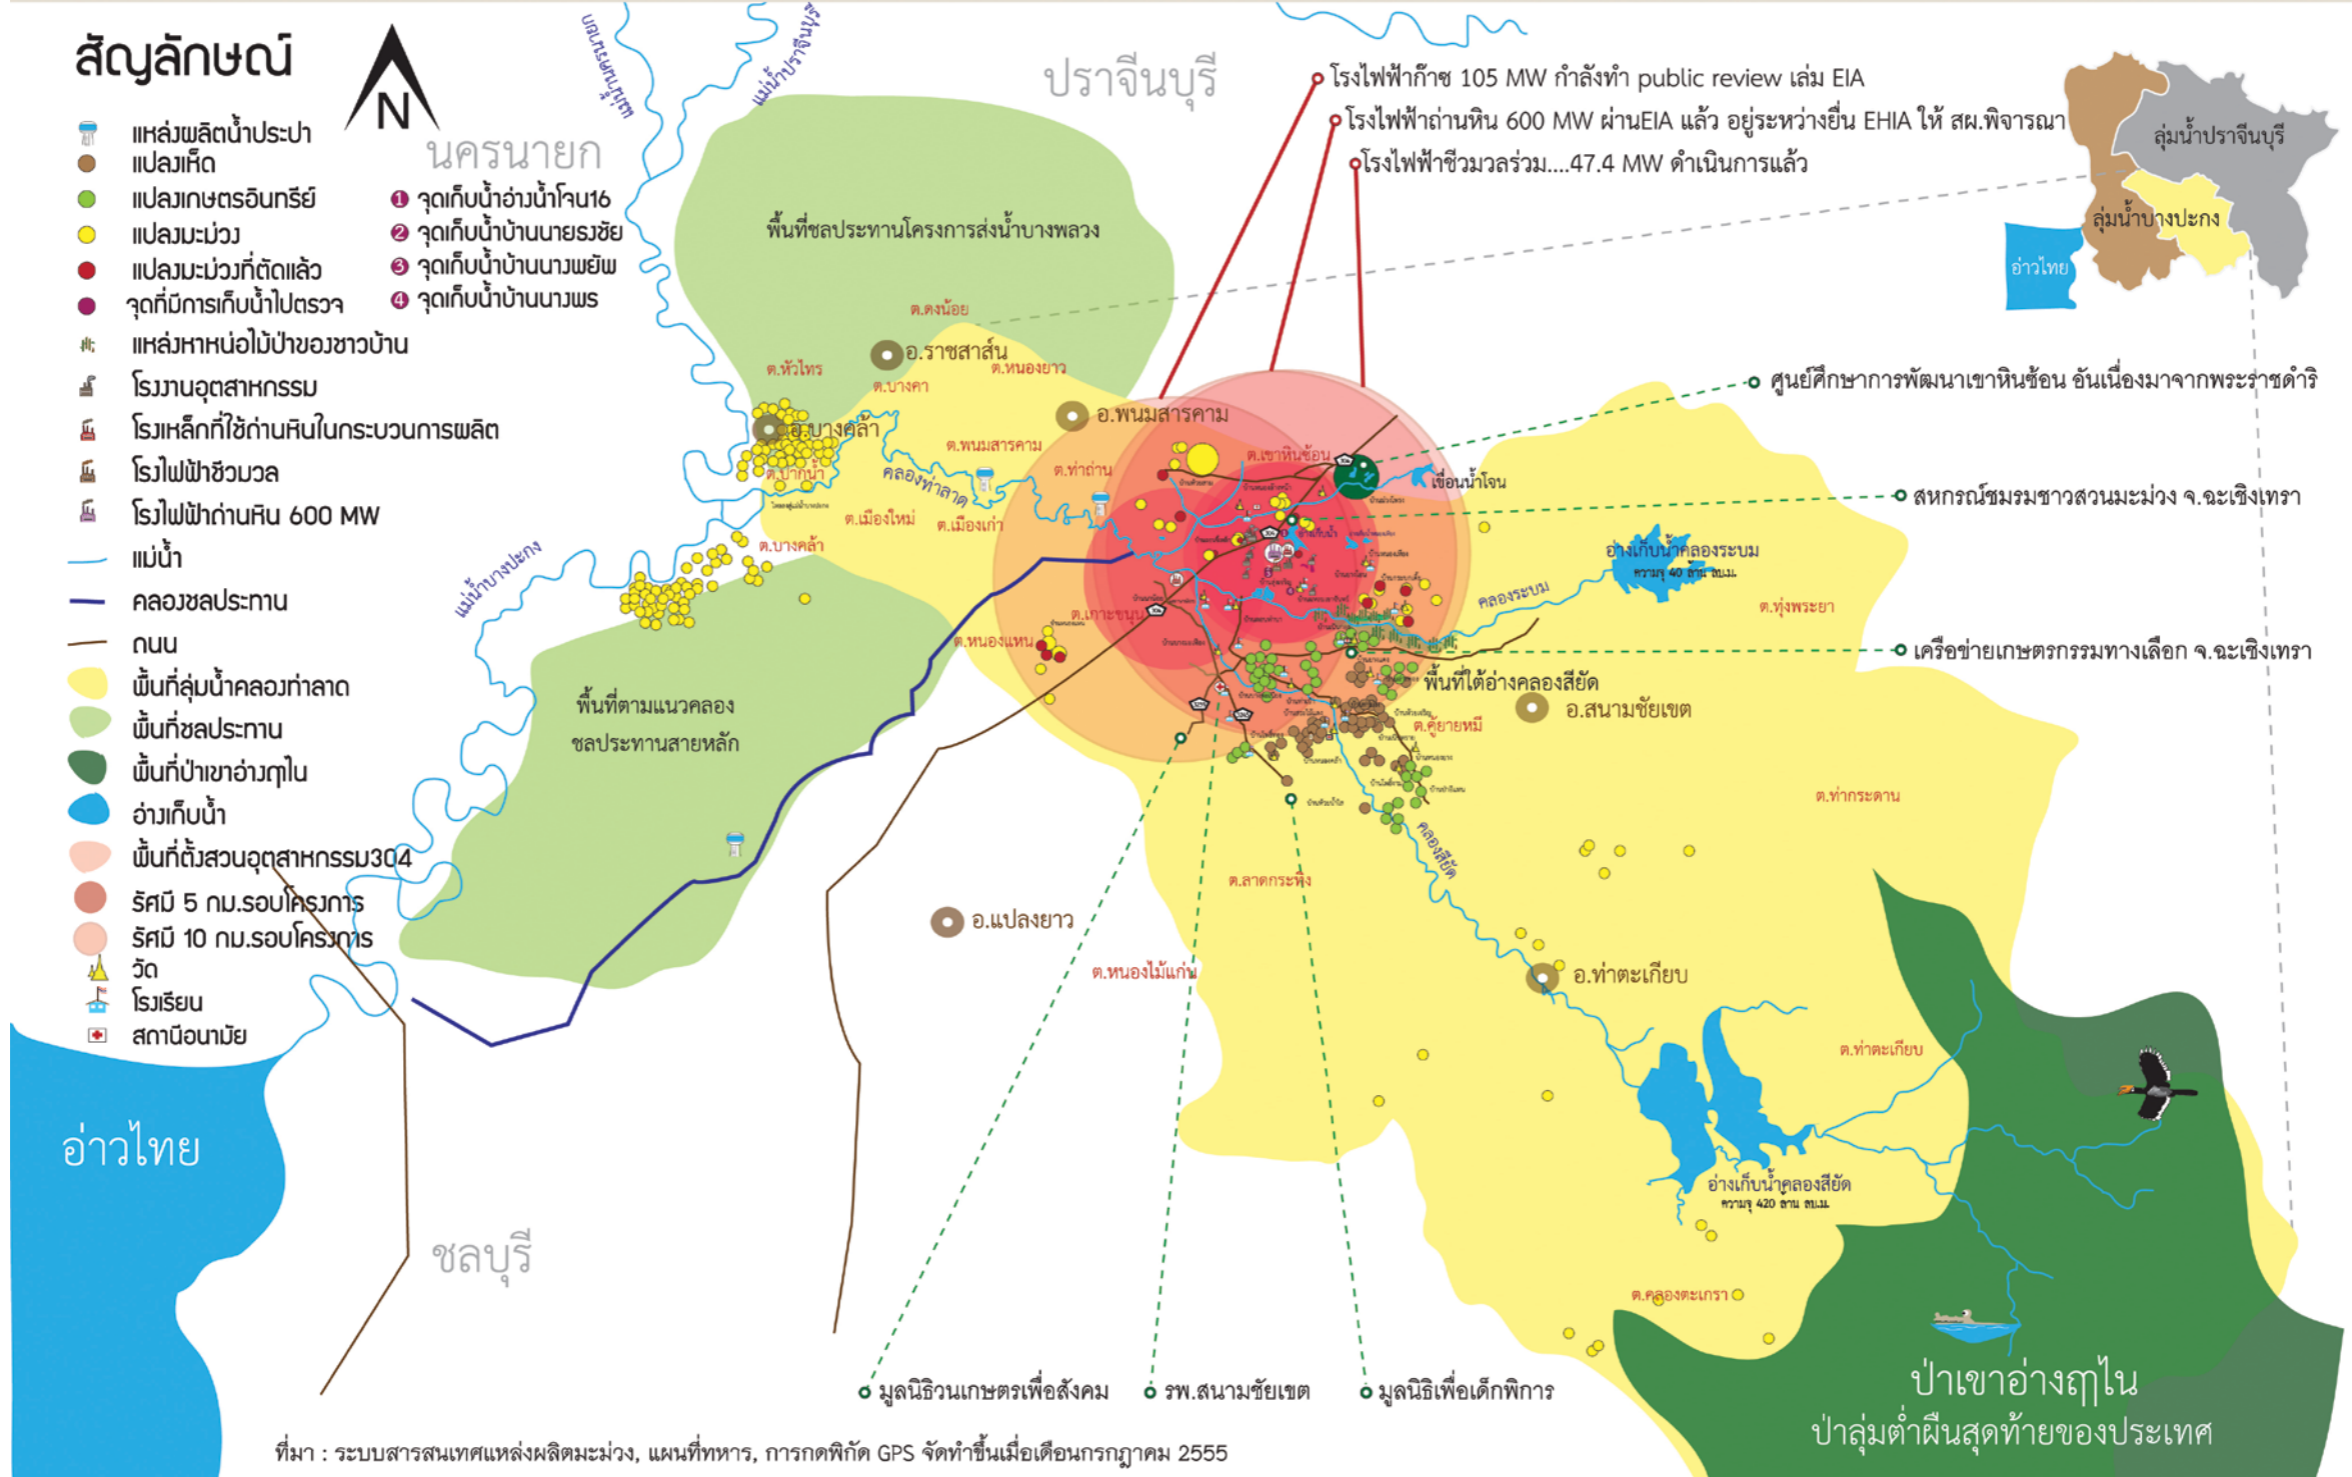 สัญลักษณ์
N
แหล่งผลิตน้ำประปา
แปลงเห็ด
แปลงเกษตรอินทรีย์
แปลงมะม่วง
แปลงมะม่วงที่ตัดแล้ว
จุดที่มีการเก็บน้ำไปตรวจ
แหล่งหาหน่อไม้ป่าของชาวบ้าน
โรงงานอุตสาหกรรม
โรงเหล็กที่ใช้ถ่านหินในกระบวนการผลิต
โรงไฟฟ้าชีวมวล
โรงไฟฟ้าถ่านหิน 600 MW
แม่น้ำ
คลองชลประทาน
ถนน
พื้นที่ลุ่มน้ำคลองท่าลาด
พื้นที่ชลประทาน
พื้นที่ป่าเขาอ่างฤๅไน
อ่างเก็บน้ำ
พื้นที่ตั้งสวนอุตสาหกรรม304
รัศมี 5 กม.รอบโครงการ
รัศมี 10 กม.รอบโครงการ
วัด
โรงเรียน
สถานีอนามัย
1 จุดเก็บน้ำอ่างน้ำโจน16
2 จุดเก็บน้ำบ้านนายธงชัย
3 จุดเก็บน้ำบ้านนางพยัพ
4 จุดเก็บน้ำบ้านนางพร
นครนายก
ปราจีนบุรี
แม่น้ำนครนายก
แม่น้ำปราจีนบุรี
โรงไฟฟ้าก๊าซ 105 MW กำลังทำ public review เล่ม EIA
โรงไฟฟ้าถ่านหิน 600 MW ผ่านEIA แล้ว อยู่ระหว่างยื่น EHIA ให้ สผ.พิจารณา
โรงไฟฟ้าชีวมวลร่วม....47.4 MW ดำเนินการแล้ว
ลุ่มน้ำปราจีนบุรี
ลุ่มน้ำบางปะกง
อ่าวไทย
พื้นที่ชลประทานโครงการส่งน้ำบางพลวง
ต.ดงน้อย
อ.ราชสาส์น
ต.หัวไทร
ต.บางคา
ต.หนองยาว
อ.พนมสารคาม
อ.บางคล้า
ต.พนมสารคาม
ต.ท่าถ่าน
ต.เขาหินซ้อน
ต.ปากน้ำ
คลองท่าลาด
ต.เมืองใหม่
ต.เมืองเก่า
ต.บางคล้า
แม่น้ำบางปะกง
เขื่อนน้ำโจน
ศูนย์ศึกษาการพัฒนาเขาหินซ้อน อันเนื่องมาจากพระราชดำริ
สหกรณ์ชมรมชาวสวนมะม่วง จ.ฉะเชิงเทรา
อ่างเก็บน้ำคลองระบม
ความจุ 40 ล้าน ลบ.ม.
คลองระบม
ต.ทุ่งพระยา
เครือข่ายเกษตรกรรมทางเลือก จ.ฉะเชิงเทรา
ต.เกาะขนุน
ต.หนองแหน
304
พื้นที่ใต้อ่างคลองสียัด
อ.สนามชัยเขต
ต.คู้ยายหมี
พื้นที่ตามแนวคลอง
ชลประทานสายหลัก
ต.ท่ากระดาน
คลองสียัด
ต.ลาดกระทิง
อ.แปลงยาว
ต.หนองไม้แก่น
อ.ท่าตะเกียบ
ต.ท่าตะเกียบ
อ่าวไทย
ชลบุรี
อ่างเก็บน้ำคลองสียัด
ความจุ 420 ล้าน ลบ.ม.
ต.คลองตะเกรา
มูลนิธิวนเกษตรเพื่อสังคม
รพ.สนามชัยเขต
มูลนิธิเพื่อเด็กพิการ
ป่าเขาอ่างฤๅไน
ป่าลุ่มต่ำผืนสุดท้ายของประเทศ
ที่มา : ระบบสารสนเทศแหล่งผลิตมะม่วง, แผนที่ทหาร, การกดพิกัด GPS จัดทำขึ้นเมื่อเดือนกรกฎาคม 2555